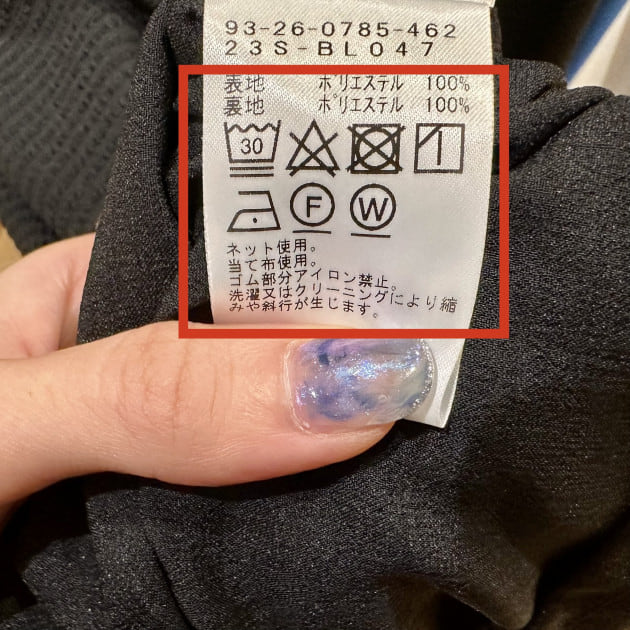 93-26-0785-462
23S-BL047
表地 ポリエステル 100%
裏地 ポリエステル 100%
30
F W
ネット使用。
当て布使用。
ゴム部分アイロン禁止。
洗濯又はクリーニングにより縮
みや斜行が生じます。